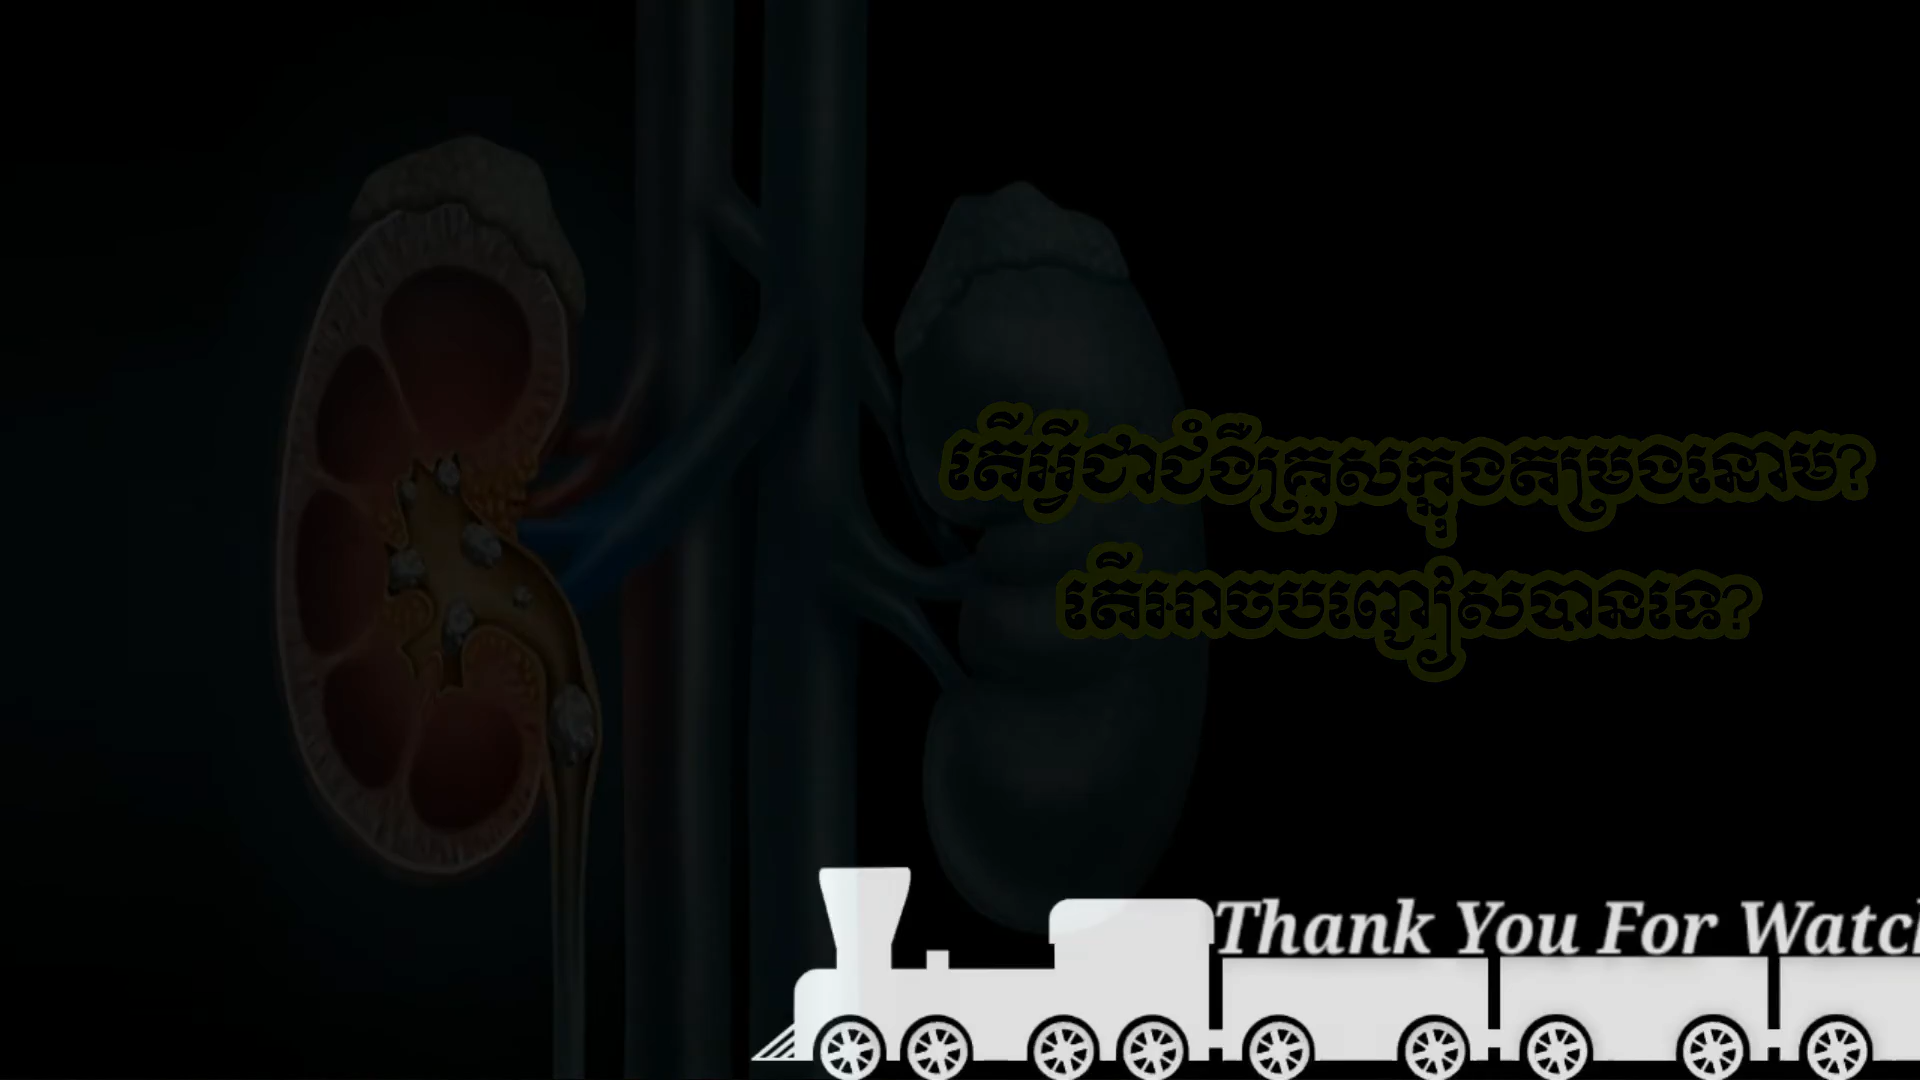 តើអ្វីជាជំងឺគ្រួសក្នុងតម្រងនោម?
តើអាចបញ្ចៀសបានទេ?
Thank You For Watch